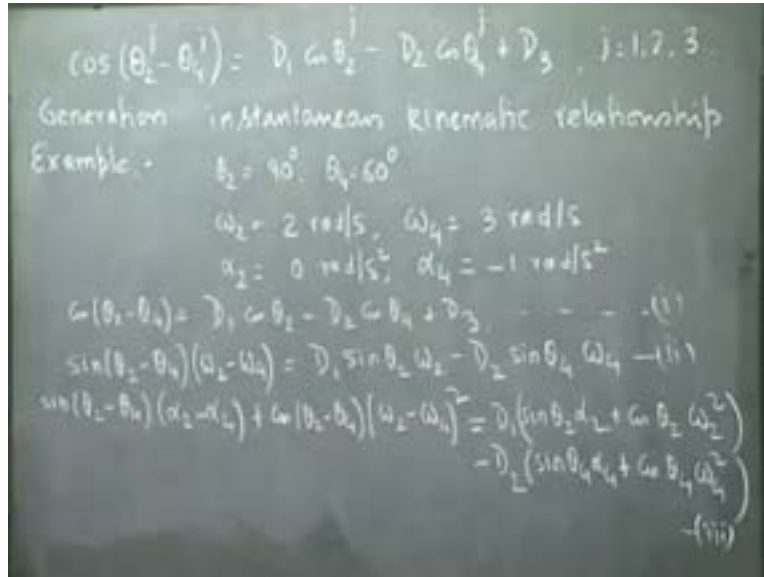 cos (θ₂ʲ - θ₄ʲ) = D₁ cos θ₂ʲ - D₂ cos θ₄ʲ + D₃, j = 1, 2, 3.
Generation instantaneous kinematic relationship
Example:- θ₂ = 90°, θ₄ = 60°
ω₂ = 2 rad/s, ω₄ = 3 rad/s
α₂ = 0 rad/s², α₄ = -1 rad/s²
cos (θ₂ - θ₄) = D₁ cos θ₂ - D₂ cos θ₄ + D₃. - - - - (i)
sin(θ₂ - θ₄)(ω₂ - ω₄) = D₁ sin θ₂ ω₂ - D₂ sin θ₄ ω₄ —(ii)
sin(θ₂ - θ₄)(α₂ - α₄) + cos(θ₂ - θ₄)(ω₂ - ω₄)² = D₁(sin θ₂ α₂ + cos θ₂ ω₂²)
- D₂(sin θ₄ α₄ + cos θ₄ ω₄²)
-(iii)